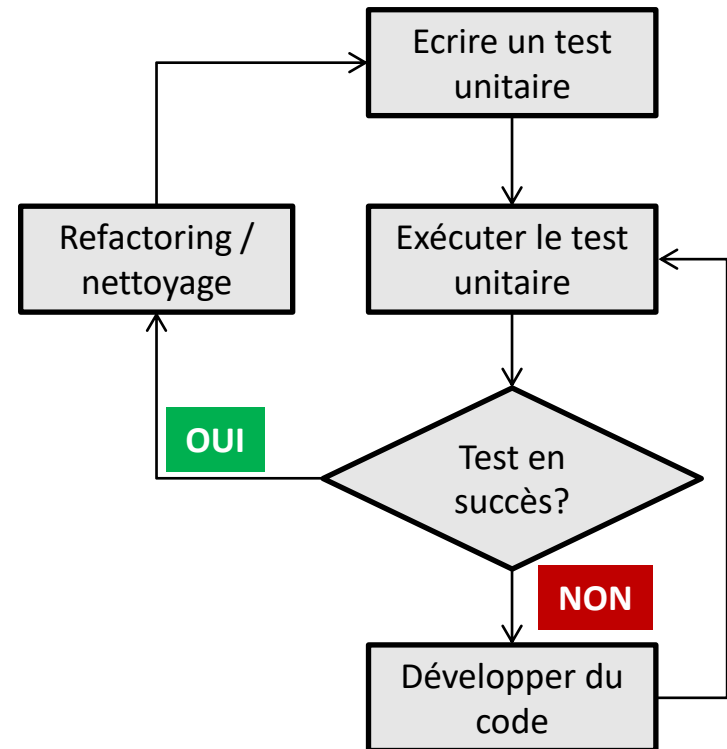 Ecrire un test
unitaire
Refactoring /
nettoyage
Exécuter le test
unitaire
OUI
Test en
succès?
NON
Développer du
code